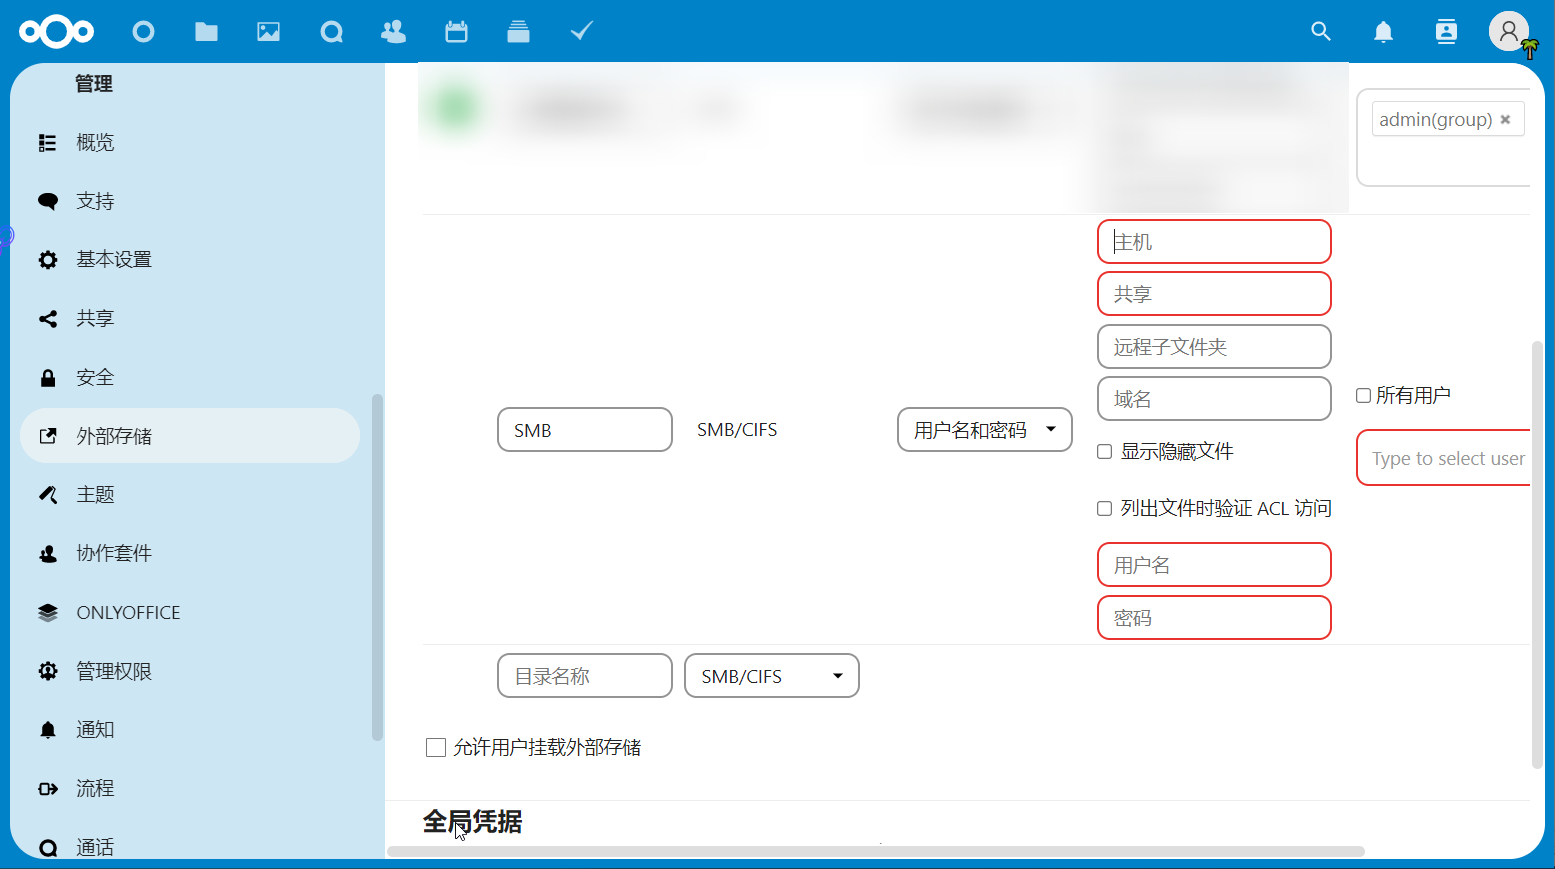 管理
概览
支持
基本设置
共享
安全
外部存储
主题
协作套件
ONLYOFFICE
管理权限
通知
流程
通话
admin(group) ×
主机
共享
远程子文件夹
域名
显示隐藏文件
列出文件时验证 ACL 访问
用户名
密码
SMB
SMB/CIFS
用户名和密码
所有用户
Type to select user
目录名称
SMB/CIFS
允许用户挂载外部存储
全局凭据